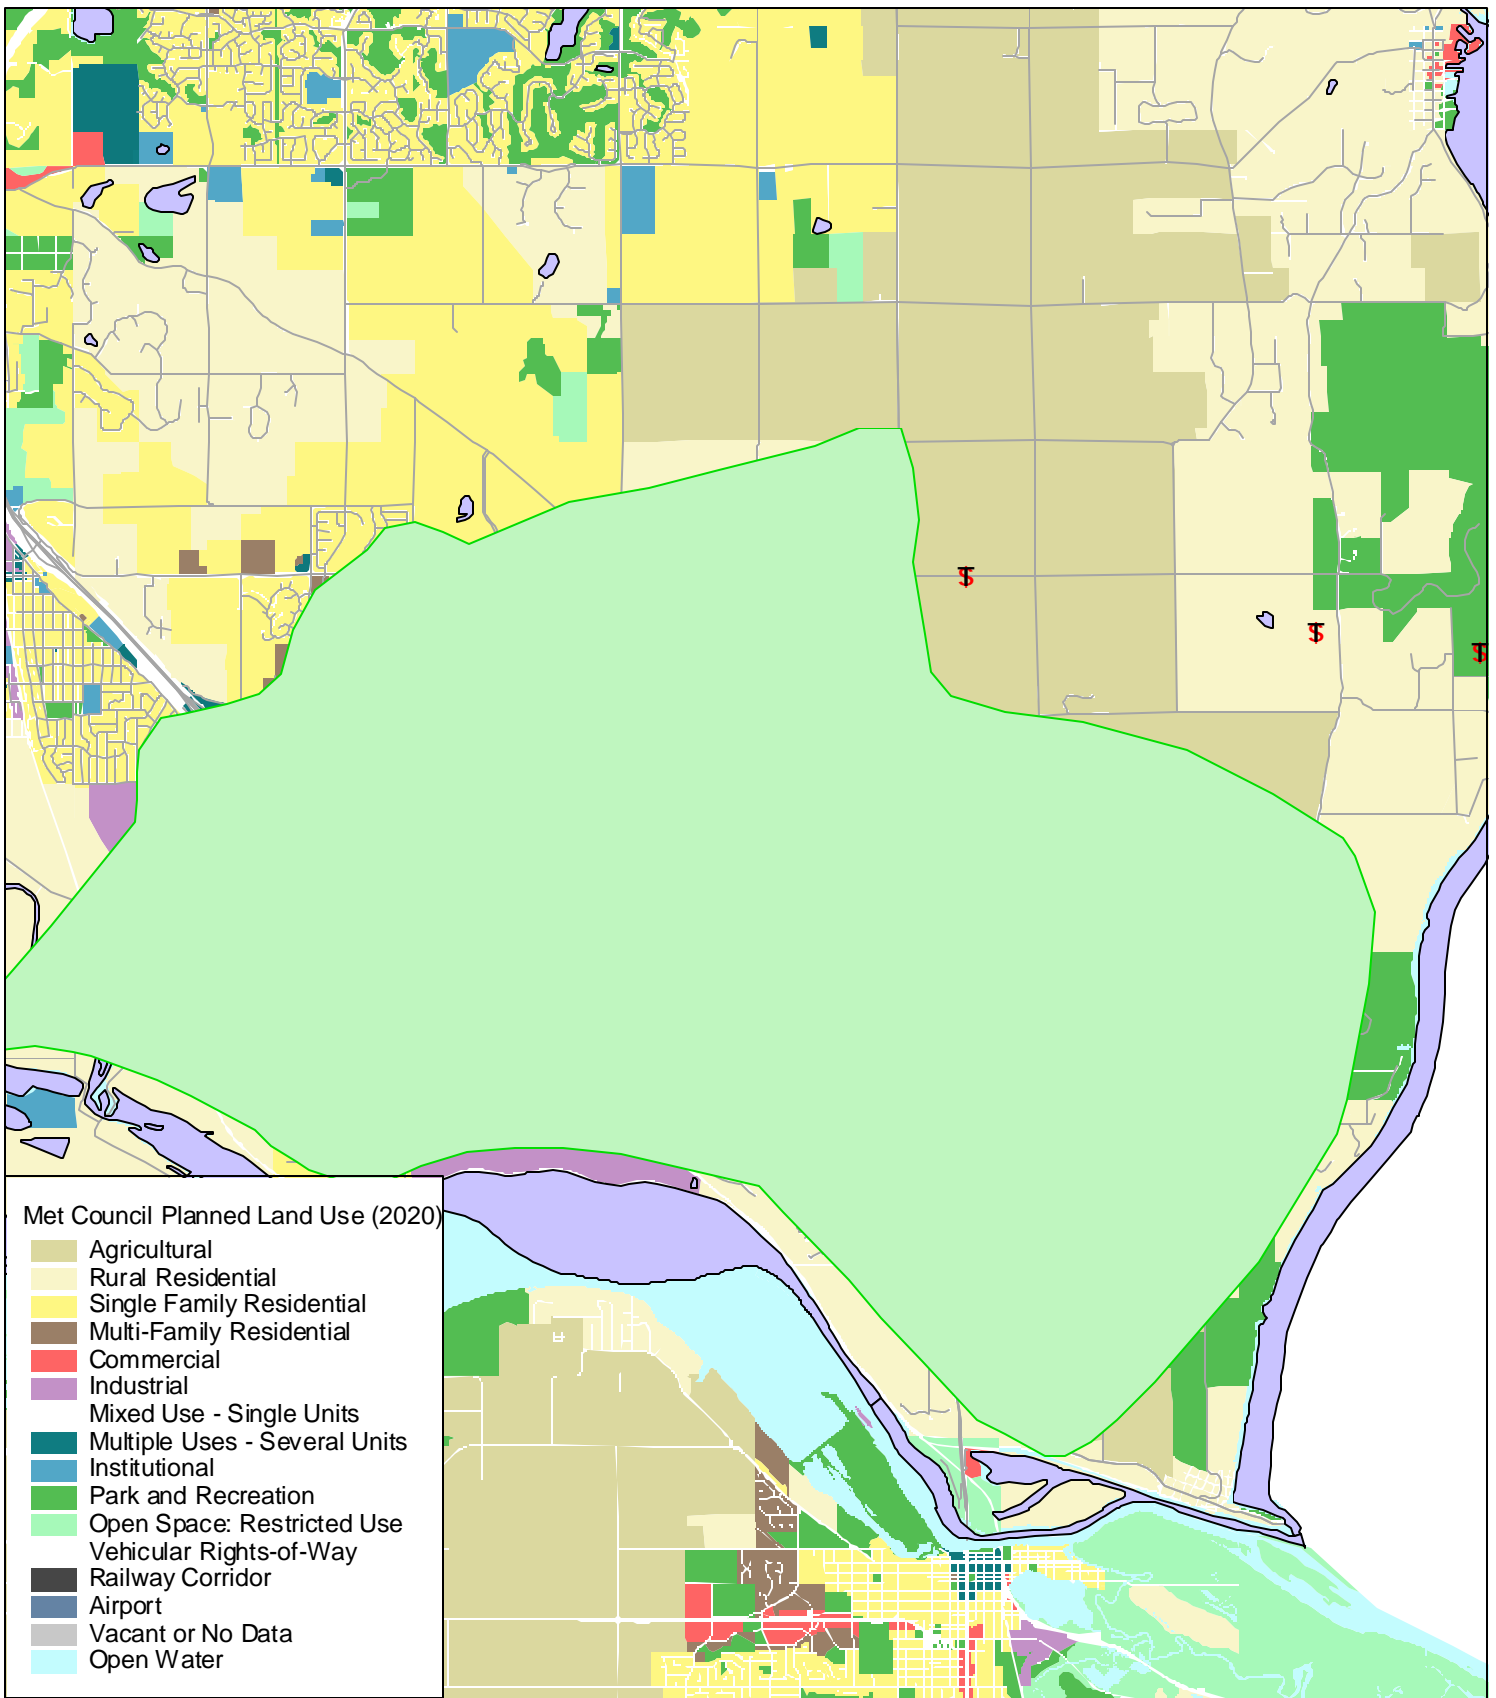 $
$
$
Met Council Planned Land Use (2020)
Agricultural
Rural Residential
Single Family Residential
Multi-Family Residential
Commercial
Industrial
Mixed Use - Single Units
Multiple Uses - Several Units
Institutional
Park and Recreation
Open Space: Restricted Use
Vehicular Rights-of-Way
Railway Corridor
Airport
Vacant or No Data
Open Water